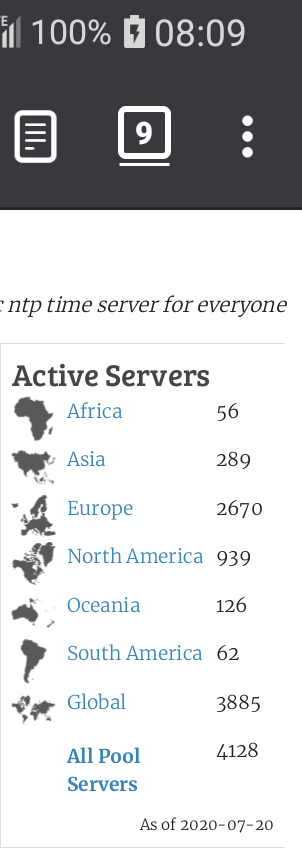 100% 08:09
9
ntp time server for everyone
Active Servers
Africa 56
Asia 289
Europe 2670
North America 939
Oceania 126
South America 62
Global 3885
All Pool 4128
Servers
As of 2020-07-20